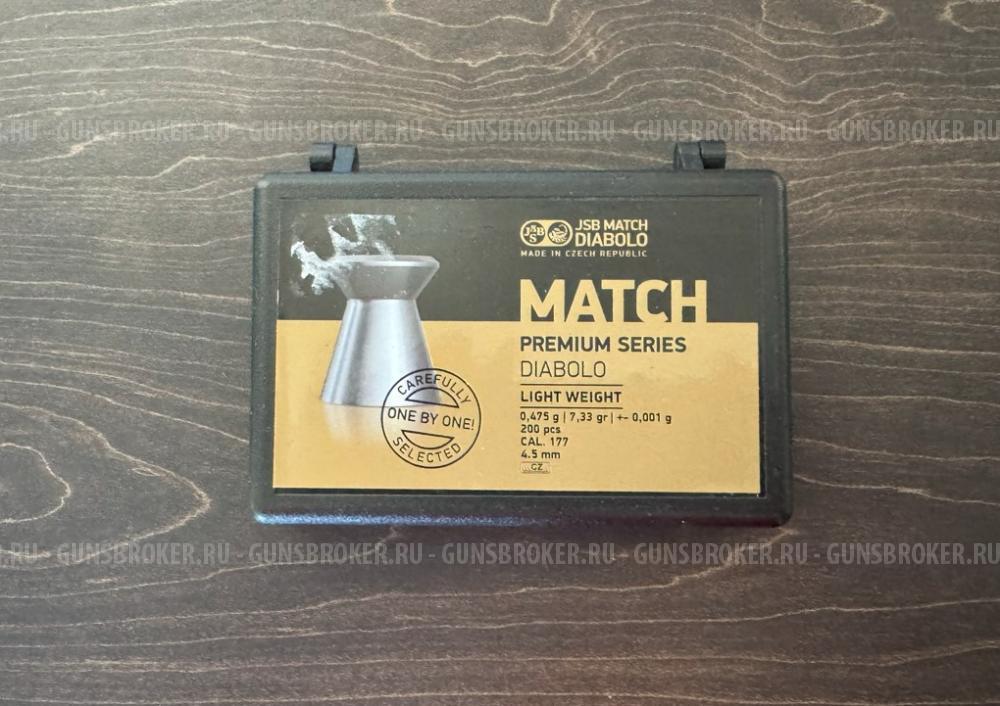 .RU - GUNSBROKER.RU - GUNSBROKER.RU - GUNSBROKER.RU - GUNSBROKER.RU
JSB
JSB MATCH
DIABOLO
MADE IN CZECH REPUBLIC
MATCH
PREMIUM SERIES
DIABOLO
LIGHT WEIGHT
0,475 g | 7,33 gr | +- 0,001 g
200 pcs
CAL. 177
4.5 mm
CZ
CAREFULLY
ONE BY ONE!
SELECTED
.RU - GUNSBROKER.RU - GUNSBROKER.RU - GUNSBROKER.RU - GUNSBROKER.RU